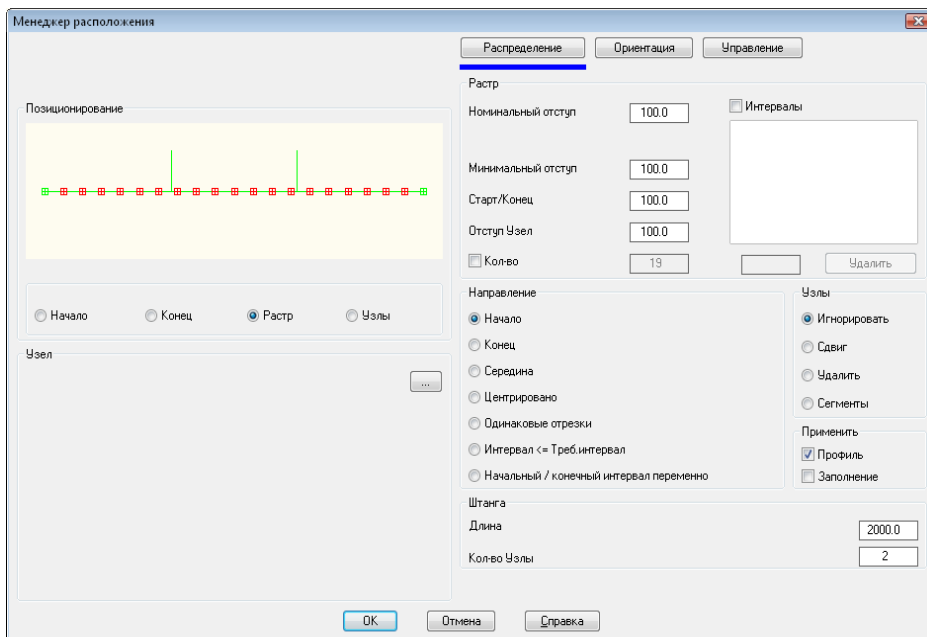 Менеджер расположения
Распределение
Ориентация
Управление
Позиционирование
Начало
Конец
Растр
Узлы
Узел
...
Растр
Номинальный отступ 100.0
Интервалы
Минимальный отступ 100.0
Старт/Конец 100.0
Отступ Узел 100.0
Кол-во 19
Удалить
Направление
Начало
Конец
Середина
Центрировано
Одинаковые отрезки
Интервал <= Треб.интервал
Начальный / конечный интервал переменно
Узлы
Игнорировать
Сдвиг
Удалить
Сегменты
Применить
Профиль
Заполнение
Штанга
Длина 2000.0
Кол-во Узлы 2
OK
Отмена
Справка